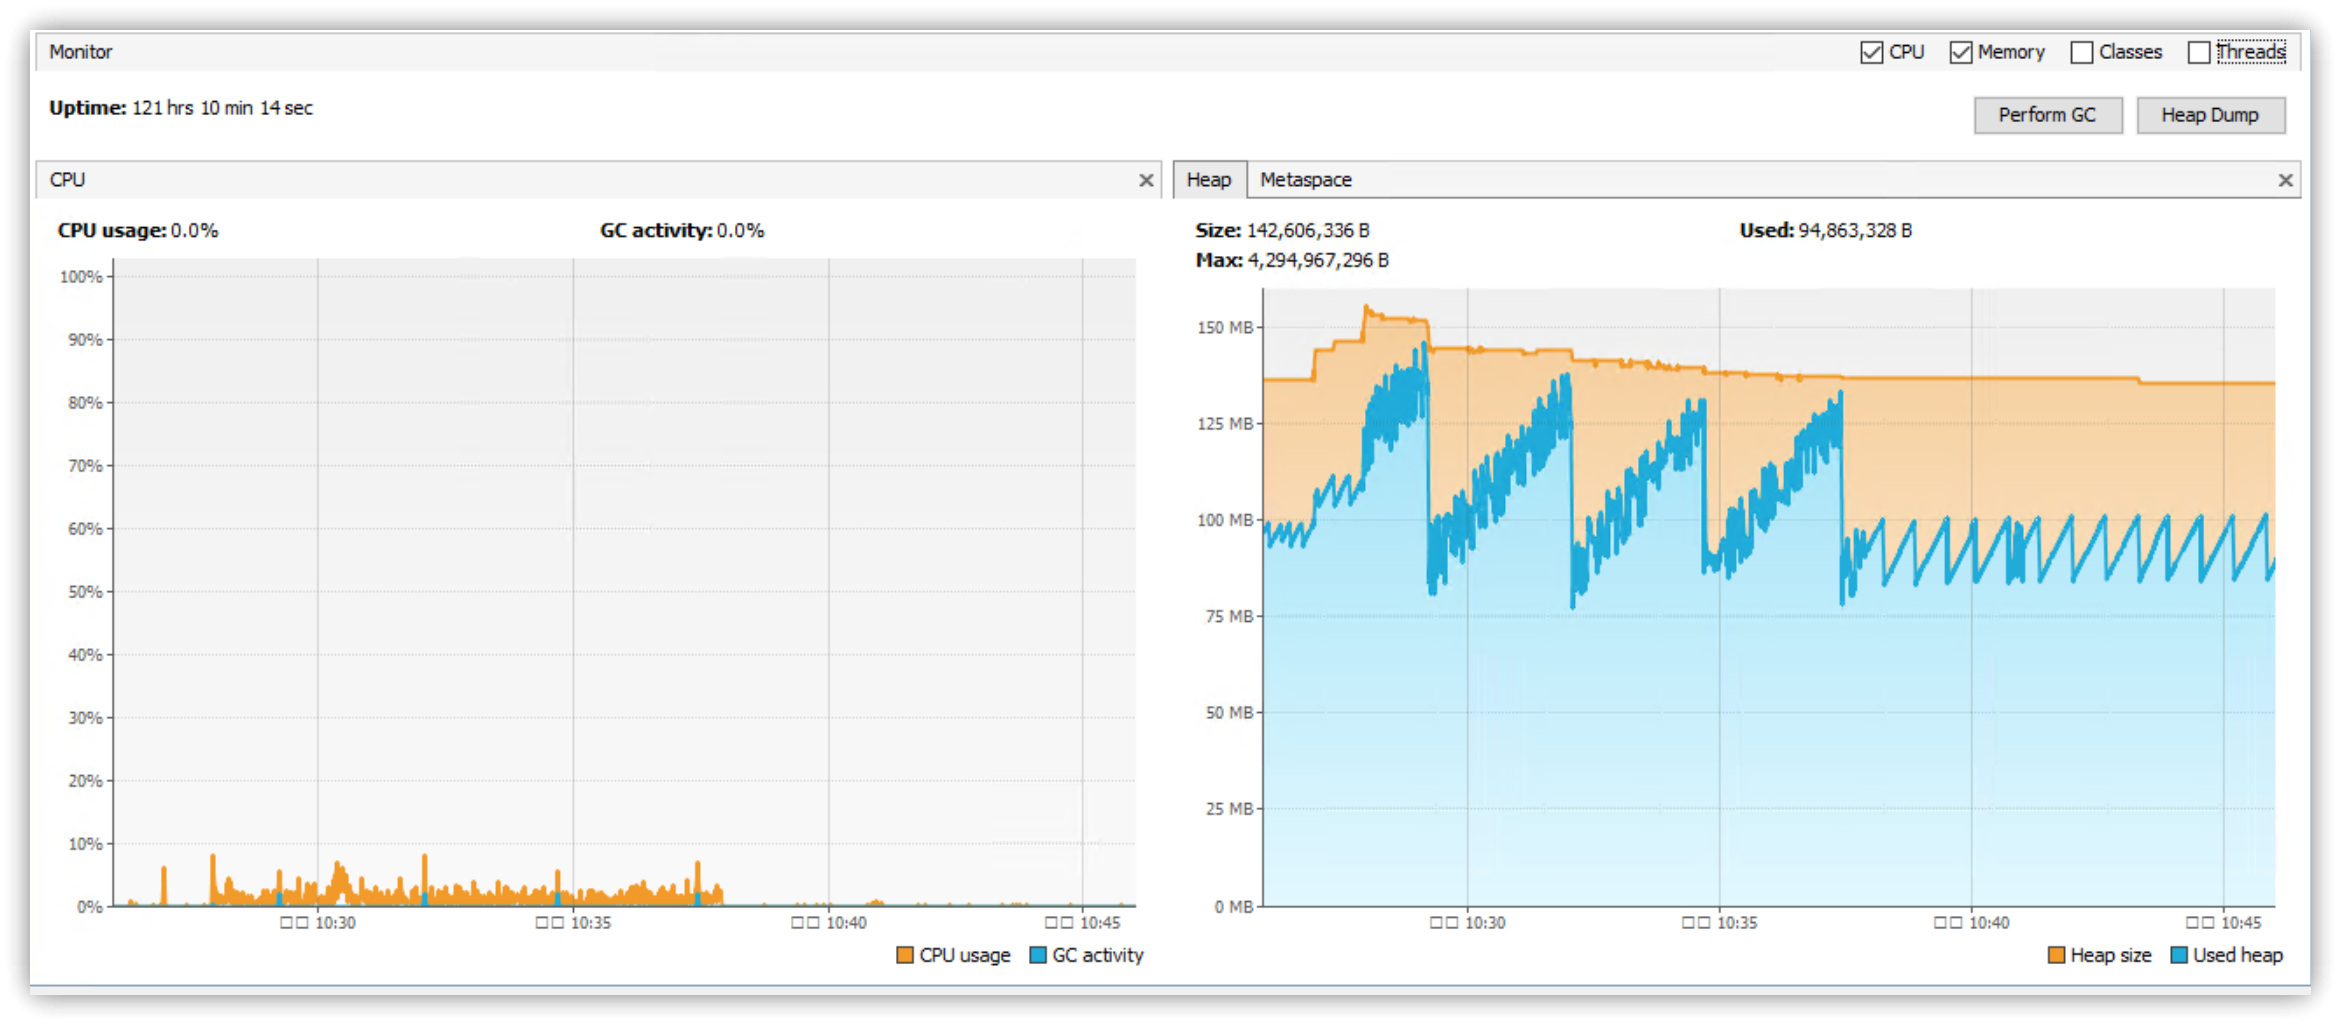 Monitor
CPU Memory Classes Threads
Uptime: 121 hrs 10 min 14 sec
Perform GC Heap Dump
CPU
CPU usage: 0.0% GC activity: 0.0%
100%
90%
80%
70%
60%
50%
40%
30%
20%
10%
0%
10:30 10:35 10:40 10:45
CPU usage GC activity
Heap Metaspace
Size: 142,606,336 B Used: 94,863,328 B
Max: 4,294,967,296 B
150 MB
125 MB
100 MB
75 MB
50 MB
25 MB
0 MB
10:30 10:35 10:40 10:45
Heap size Used heap